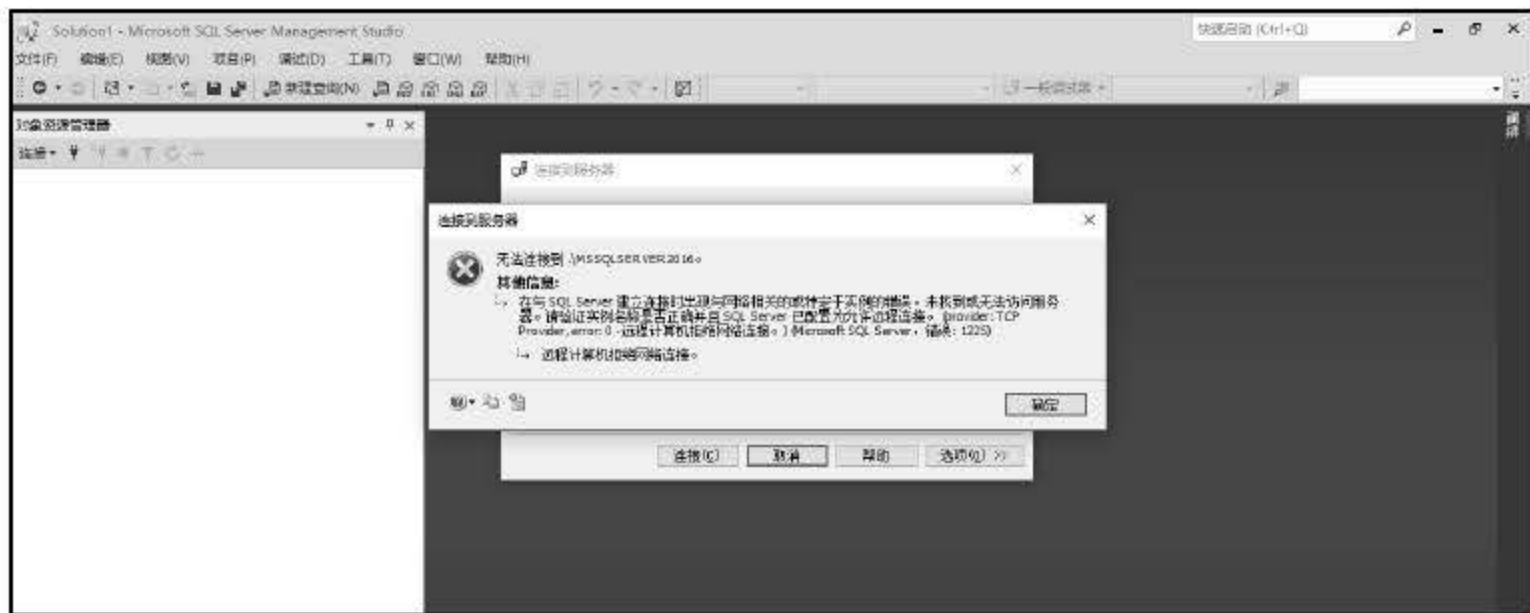 Solution1 - Microsoft SQL Server Management Studio
快速启动 (Ctrl+Q)
文件(F) 编辑(E) 视图(V) 项目(P) 调试(D) 工具(T) 窗口(W) 帮助(H)
新建查询(N)
一般调试器
对象资源管理器
连接
连接到服务器
连接到服务器
无法连接到 .\MSSQLSERVER2016。
其他信息:
在与 SQL Server 建立连接时出现与网络相关的或特定于实例的错误。未找到或无法访问服务
器。请验证实例名称是否正确并且 SQL Server 已配置为允许远程连接。 (provider: TCP
Provider, error: 0 - 远程计算机拒绝网络连接。) (Microsoft SQL Server，错误: 1225)
远程计算机拒绝网络连接。
确定
连接(C) 取消 帮助 选项(O) >>